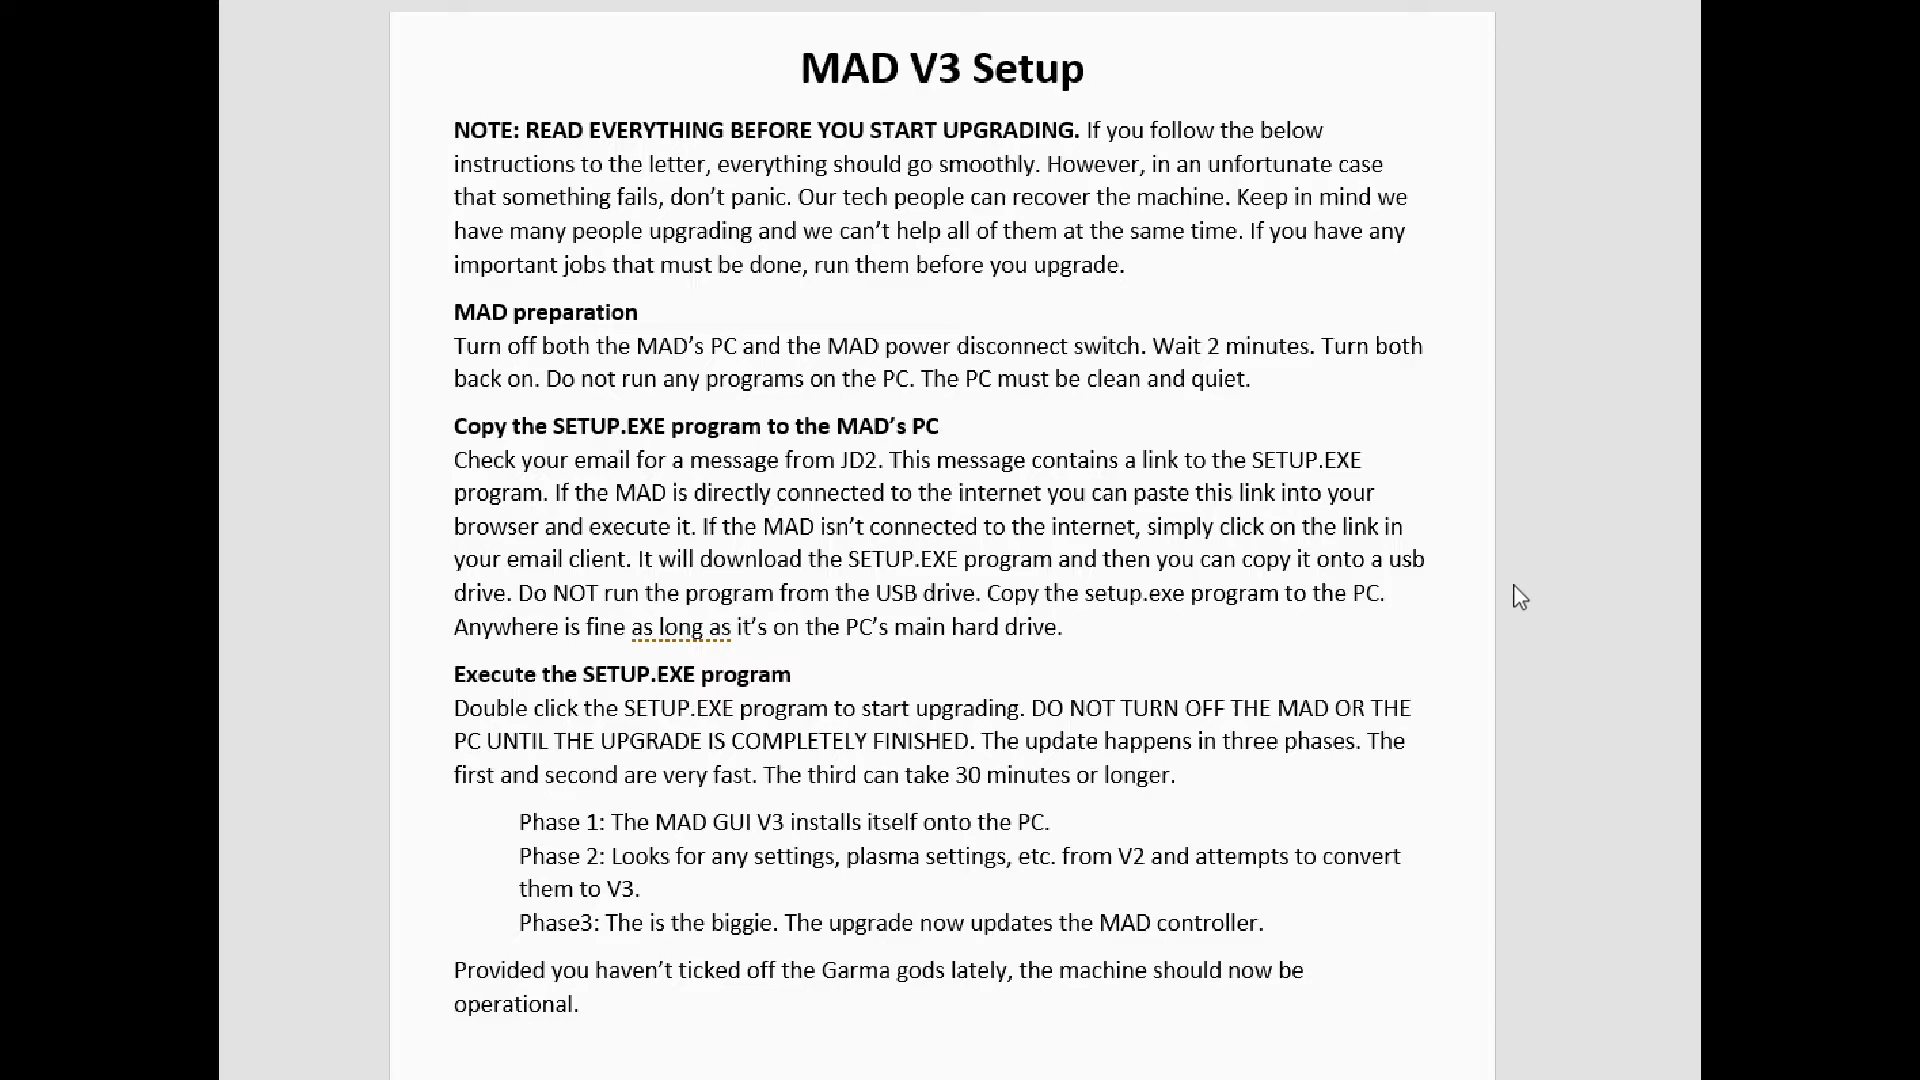 MAD V3 Setup
NOTE: READ EVERYTHING BEFORE YOU START UPGRADING. If you follow the below
instructions to the letter, everything should go smoothly. However, in an unfortunate case
that something fails, don’t panic. Our tech people can recover the machine. Keep in mind we
have many people upgrading and we can’t help all of them at the same time. If you have any
important jobs that must be done, run them before you upgrade.
MAD preparation
Turn off both the MAD’s PC and the MAD power disconnect switch. Wait 2 minutes. Turn both
back on. Do not run any programs on the PC. The PC must be clean and quiet.
Copy the SETUP.EXE program to the MAD’s PC
Check your email for a message from JD2. This message contains a link to the SETUP.EXE
program. If the MAD is directly connected to the internet you can paste this link into your
browser and execute it. If the MAD isn’t connected to the internet, simply click on the link in
your email client. It will download the SETUP.EXE program and then you can copy it onto a usb
drive. Do NOT run the program from the USB drive. Copy the setup.exe program to the PC.
Anywhere is fine as long as it’s on the PC’s main hard drive.
Execute the SETUP.EXE program
Double click the SETUP.EXE program to start upgrading. DO NOT TURN OFF THE MAD OR THE
PC UNTIL THE UPGRADE IS COMPLETELY FINISHED. The update happens in three phases. The
first and second are very fast. The third can take 30 minutes or longer.
Phase 1: The MAD GUI V3 installs itself onto the PC.
Phase 2: Looks for any settings, plasma settings, etc. from V2 and attempts to convert
them to V3.
Phase3: The is the biggie. The upgrade now updates the MAD controller.
Provided you haven’t ticked off the Garma gods lately, the machine should now be
operational.